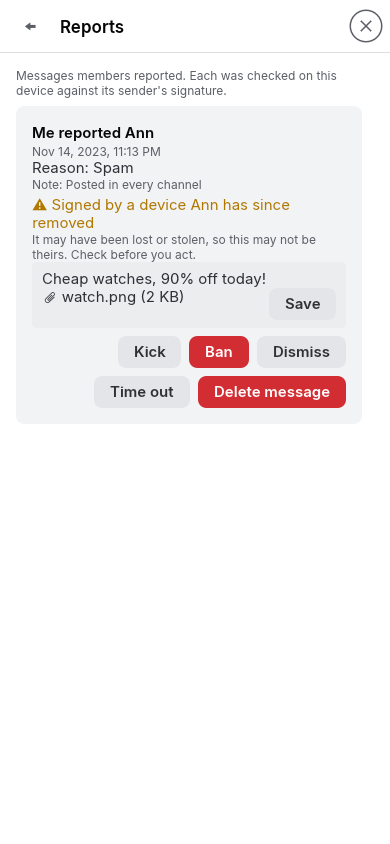 Reports
Messages members reported. Each was checked on this
device against its sender's signature.
Me reported Ann
Nov 14, 2023, 11:13 PM
Reason: Spam
Note: Posted in every channel
Signed by a device Ann has since
removed
It may have been lost or stolen, so this may not be
theirs. Check before you act.
Cheap watches, 90% off today!
watch.png (2 KB)
Save
Kick
Ban
Dismiss
Time out
Delete message